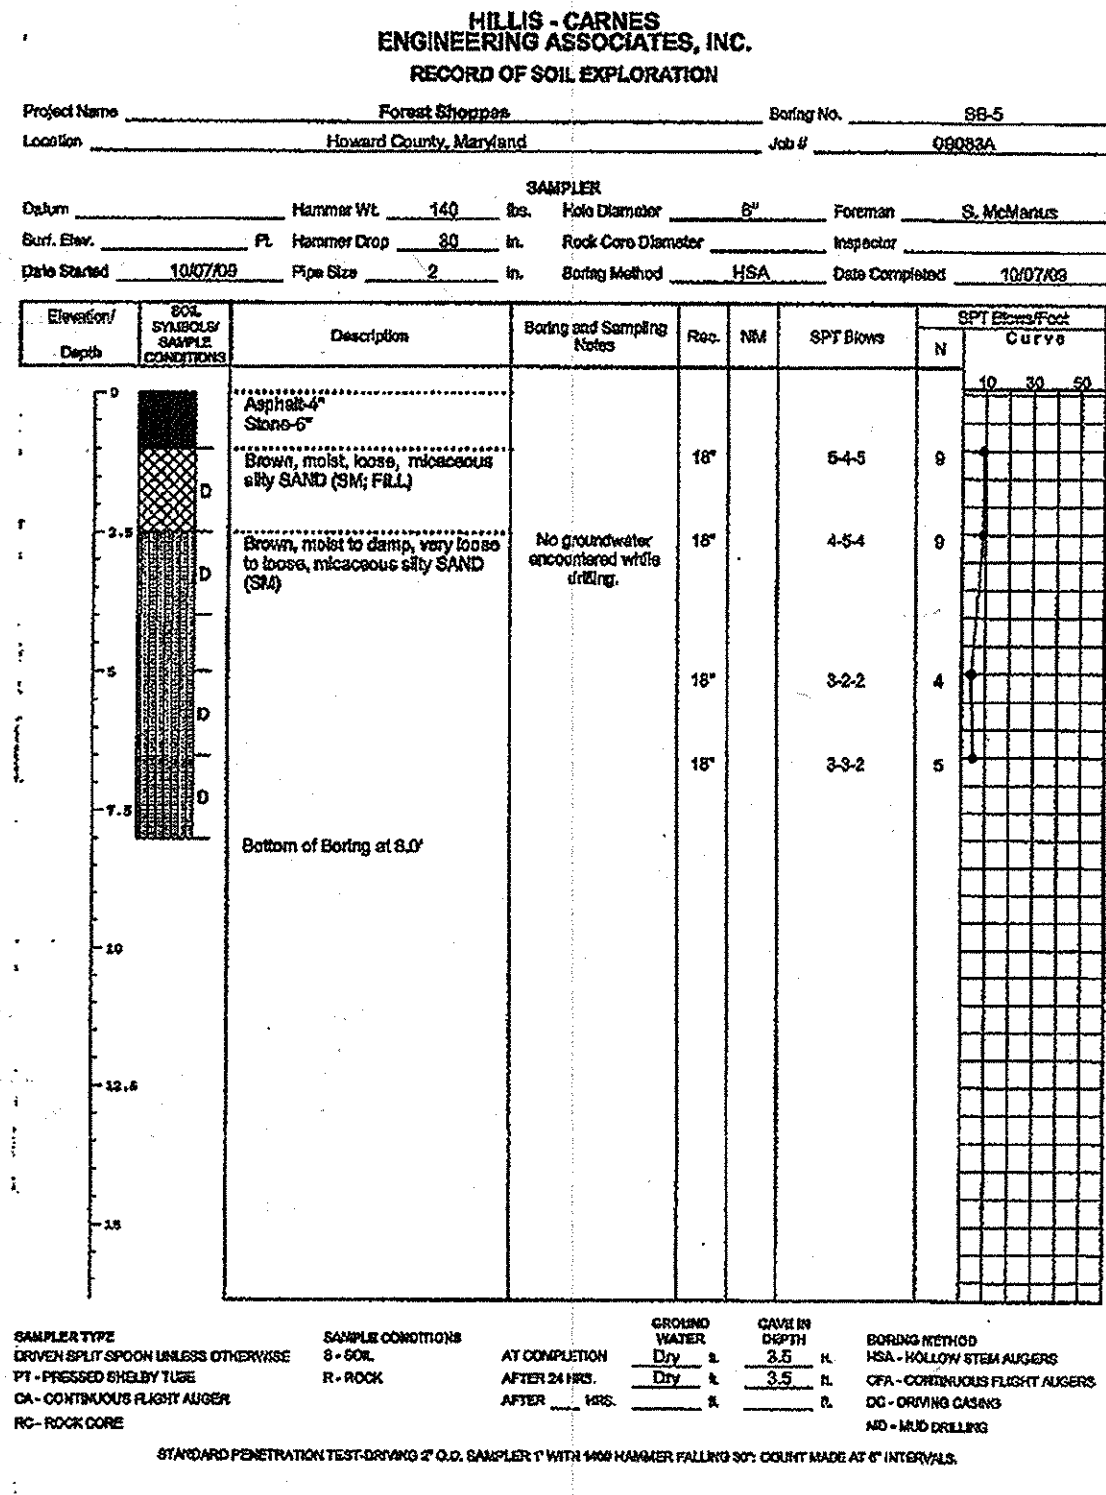 HILLIS - CARNES
ENGINEERING ASSOCIATES, INC.
RECORD OF SOIL EXPLORATION
Project Name Forest Shoppes Boring No. SB-5
Location Howard County, Maryland Job # 09083A
SAMPLER
Datum Hammer Wt. 140 lbs. Hole Diameter 6" Foreman S. McManus
Surf. Elev. Ft. Hammer Drop 30 in. Rock Core Diameter Inspector
Date Started 10/07/09 Pipe Size 2 in. Boring Method HSA Date Completed 10/07/09
Elevation/ Depth
SOIL SYMBOLS/ SAMPLE CONDITIONS
Description
Boring and Sampling Notes
Rec.
NM
SPT Blows
SPT Blows/Foot
N
Curve
10 30 50
0
Asphalt-4"
Stone-6"
Brown, moist, loose, micaceous 18" 5-4-5 9
silty SAND (SM; FILL)
D
2.5
Brown, moist to damp, very loose No groundwater 18" 4-5-4 9
to loose, micaceous silty SAND encountered while
(SM) drilling.
D
5
18" 3-2-2 4
D
18" 3-3-2 5
D
7.5
Bottom of Boring at 8.0'
10
12.5
15
SAMPLER TYPE
DRIVEN SPLIT SPOON UNLESS OTHERWISE
PT - PRESSED SHELBY TUBE
CA - CONTINUOUS FLIGHT AUGER
RC - ROCK CORE
SAMPLE CONDITIONS
S - SOIL
R - ROCK
GROUND WATER CAVE IN DEPTH
AT COMPLETION Dry ft. 3.5 ft.
AFTER 24 HRS. Dry ft. 3.5 ft.
AFTER ___ HRS. ft. ft.
BORING METHOD
HSA - HOLLOW STEM AUGERS
CFA - CONTINUOUS FLIGHT AUGERS
DC - DRIVING CASING
MD - MUD DRILLING
STANDARD PENETRATION TEST-DRIVING 2" O.D. SAMPLER 1' WITH 140# HAMMER FALLING 30": COUNT MADE AT 6" INTERVALS.